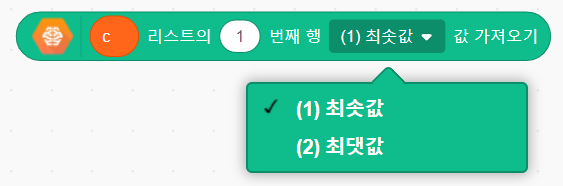 c 리스트의 1 번째 행 (1) 최솟값 값 가져오기
(1) 최솟값
(2) 최댓값